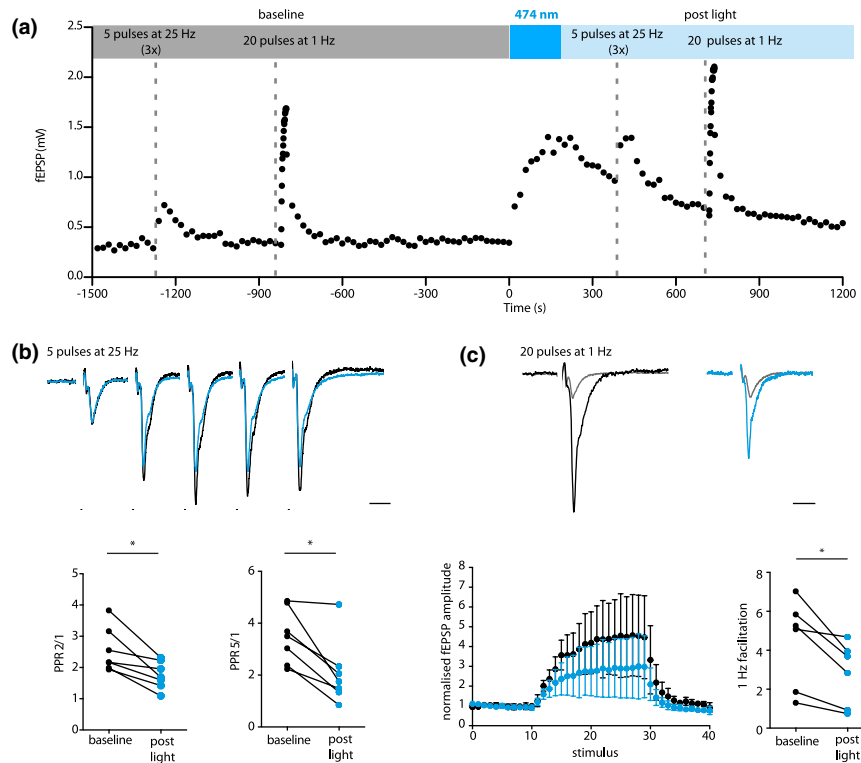 (a)
baseline
474 nm
post light
5 pulses at 25 Hz
(3x)
20 pulses at 1 Hz
5 pulses at 25 Hz
(3x)
20 pulses at 1 Hz
fEPSP (mV)
2.5
2.0
1.5
1.0
0.5
0.0
-1500
-1200
-900
-600
-300
0
300
600
900
1200
Time (s)
(b)
5 pulses at 25 Hz
(c)
20 pulses at 1 Hz
PPR 2/1
5
4
3
2
1
0
*
baseline
post
light
PPR 5/1
6
4
2
0
*
baseline
post
light
normalised fEPSP amplitude
8
7
6
5
4
3
2
1
0
0
10
20
30
40
stimulus
1 Hz facilitation
8
6
4
2
0
*
baseline
post
light